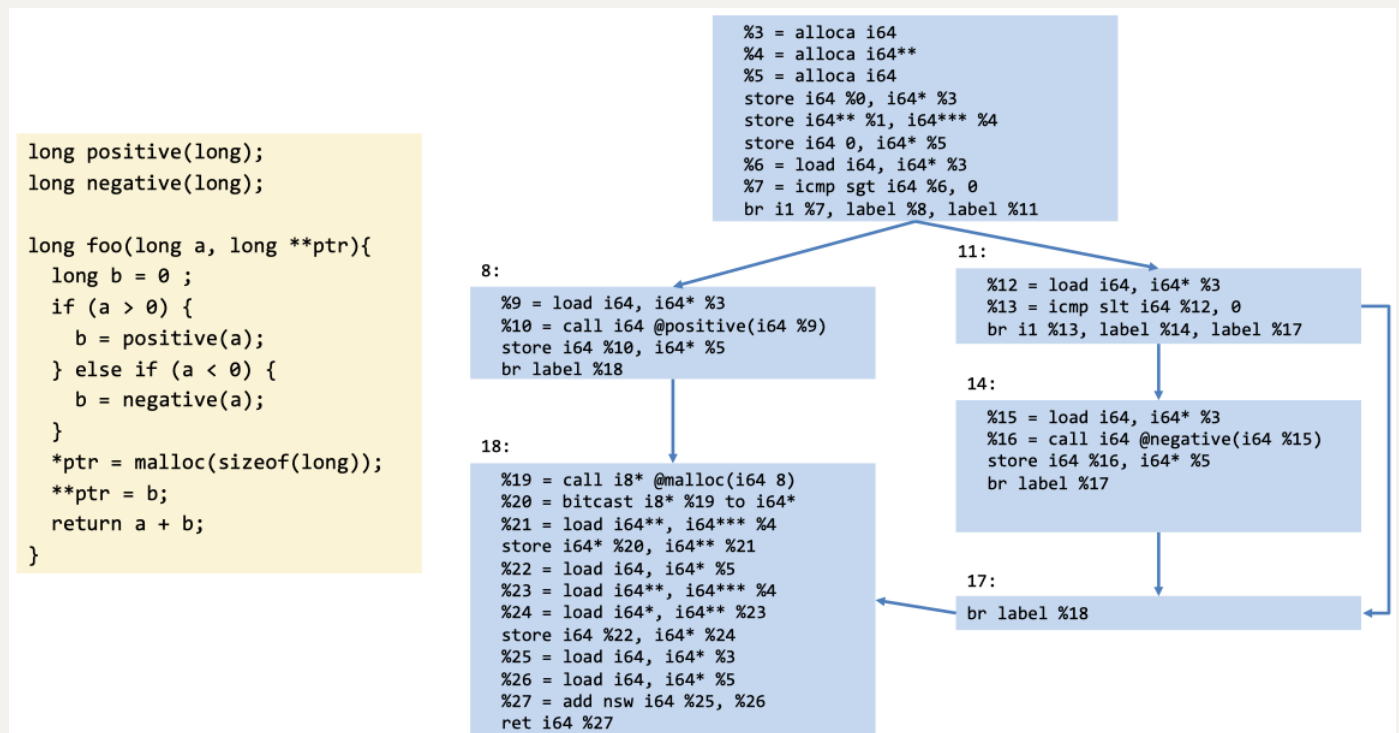 long positive(long);
long negative(long);
long foo(long a, long **ptr){
long b = 0 ;
if (a > 0) {
b = positive(a);
} else if (a < 0) {
b = negative(a);
}
*ptr = malloc(sizeof(long));
**ptr = b;
return a + b;
}
%3 = alloca i64
%4 = alloca i64**
%5 = alloca i64
store i64 %0, i64* %3
store i64** %1, i64*** %4
store i64 0, i64* %5
%6 = load i64, i64* %3
%7 = icmp sgt i64 %6, 0
br i1 %7, label %8, label %11
8:
%9 = load i64, i64* %3
%10 = call i64 @positive(i64 %9)
store i64 %10, i64* %5
br label %18
11:
%12 = load i64, i64* %3
%13 = icmp slt i64 %12, 0
br i1 %13, label %14, label %17
14:
%15 = load i64, i64* %3
%16 = call i64 @negative(i64 %15)
store i64 %16, i64* %5
br label %17
17:
br label %18
18:
%19 = call i8* @malloc(i64 8)
%20 = bitcast i8* %19 to i64*
%21 = load i64**, i64*** %4
store i64* %20, i64** %21
%22 = load i64, i64* %5
%23 = load i64**, i64*** %4
%24 = load i64*, i64** %23
store i64 %22, i64* %24
%25 = load i64, i64* %3
%26 = load i64, i64* %5
%27 = add nsw i64 %25, %26
ret i64 %27